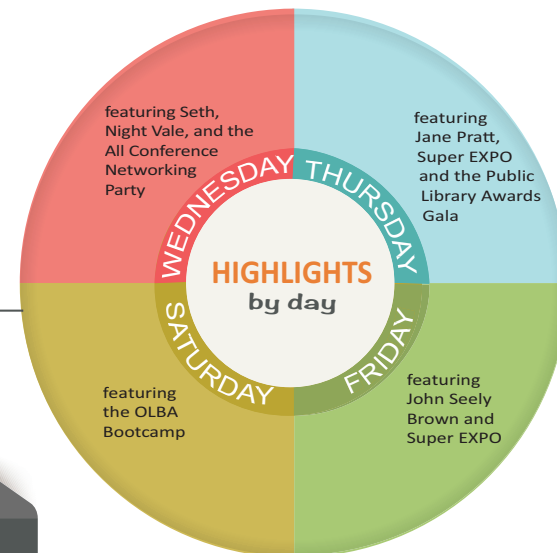 featuring Seth,
Night Vale, and the
All Conference
Networking
Party
WEDNESDAY
featuring
Jane Pratt,
Super EXPO
and the Public
Library Awards
Gala
THURSDAY
HIGHLIGHTS
by day
SATURDAY
featuring
the OLBA
Bootcamp
FRIDAY
featuring
John Seely
Brown and
Super EXPO